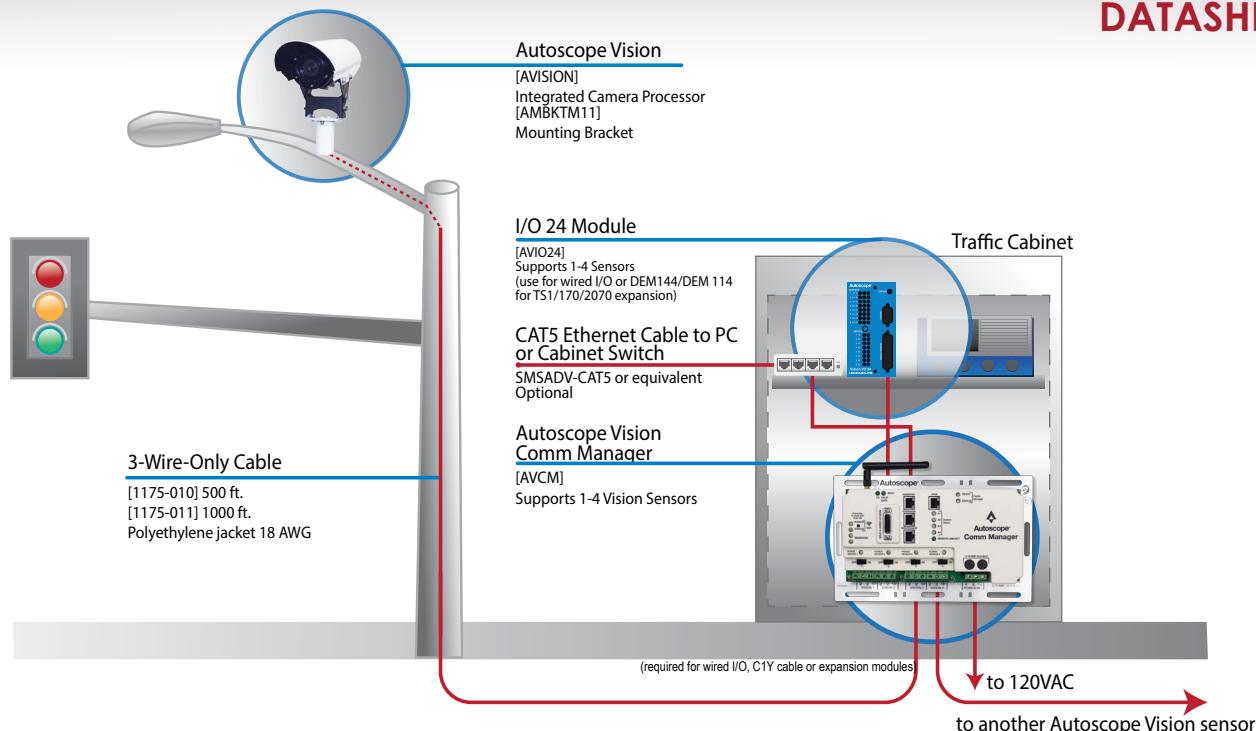 DATASHE
Autoscope Vision
[AVISION]
Integrated Camera Processor
[AMBKTM11]
Mounting Bracket
I/O 24 Module
[AVIO24]
Supports 1-4 Sensors
(use for wired I/O or DEM144/DEM 114
for TS1/170/2070 expansion)
Traffic Cabinet
Autoscope
CAT5 Ethernet Cable to PC
or Cabinet Switch
SMSADV-CAT5 or equivalent
Optional
Autoscope Vision
Comm Manager
[AVCM]
Supports 1-4 Vision Sensors
3-Wire-Only Cable
[1175-010] 500 ft.
[1175-011] 1000 ft.
Polyethylene jacket 18 AWG
Autoscope
Autoscope
Comm Manager
(required for wired I/O, C1Y cable or expansion modules)
to 120VAC
to another Autoscope Vision sensor